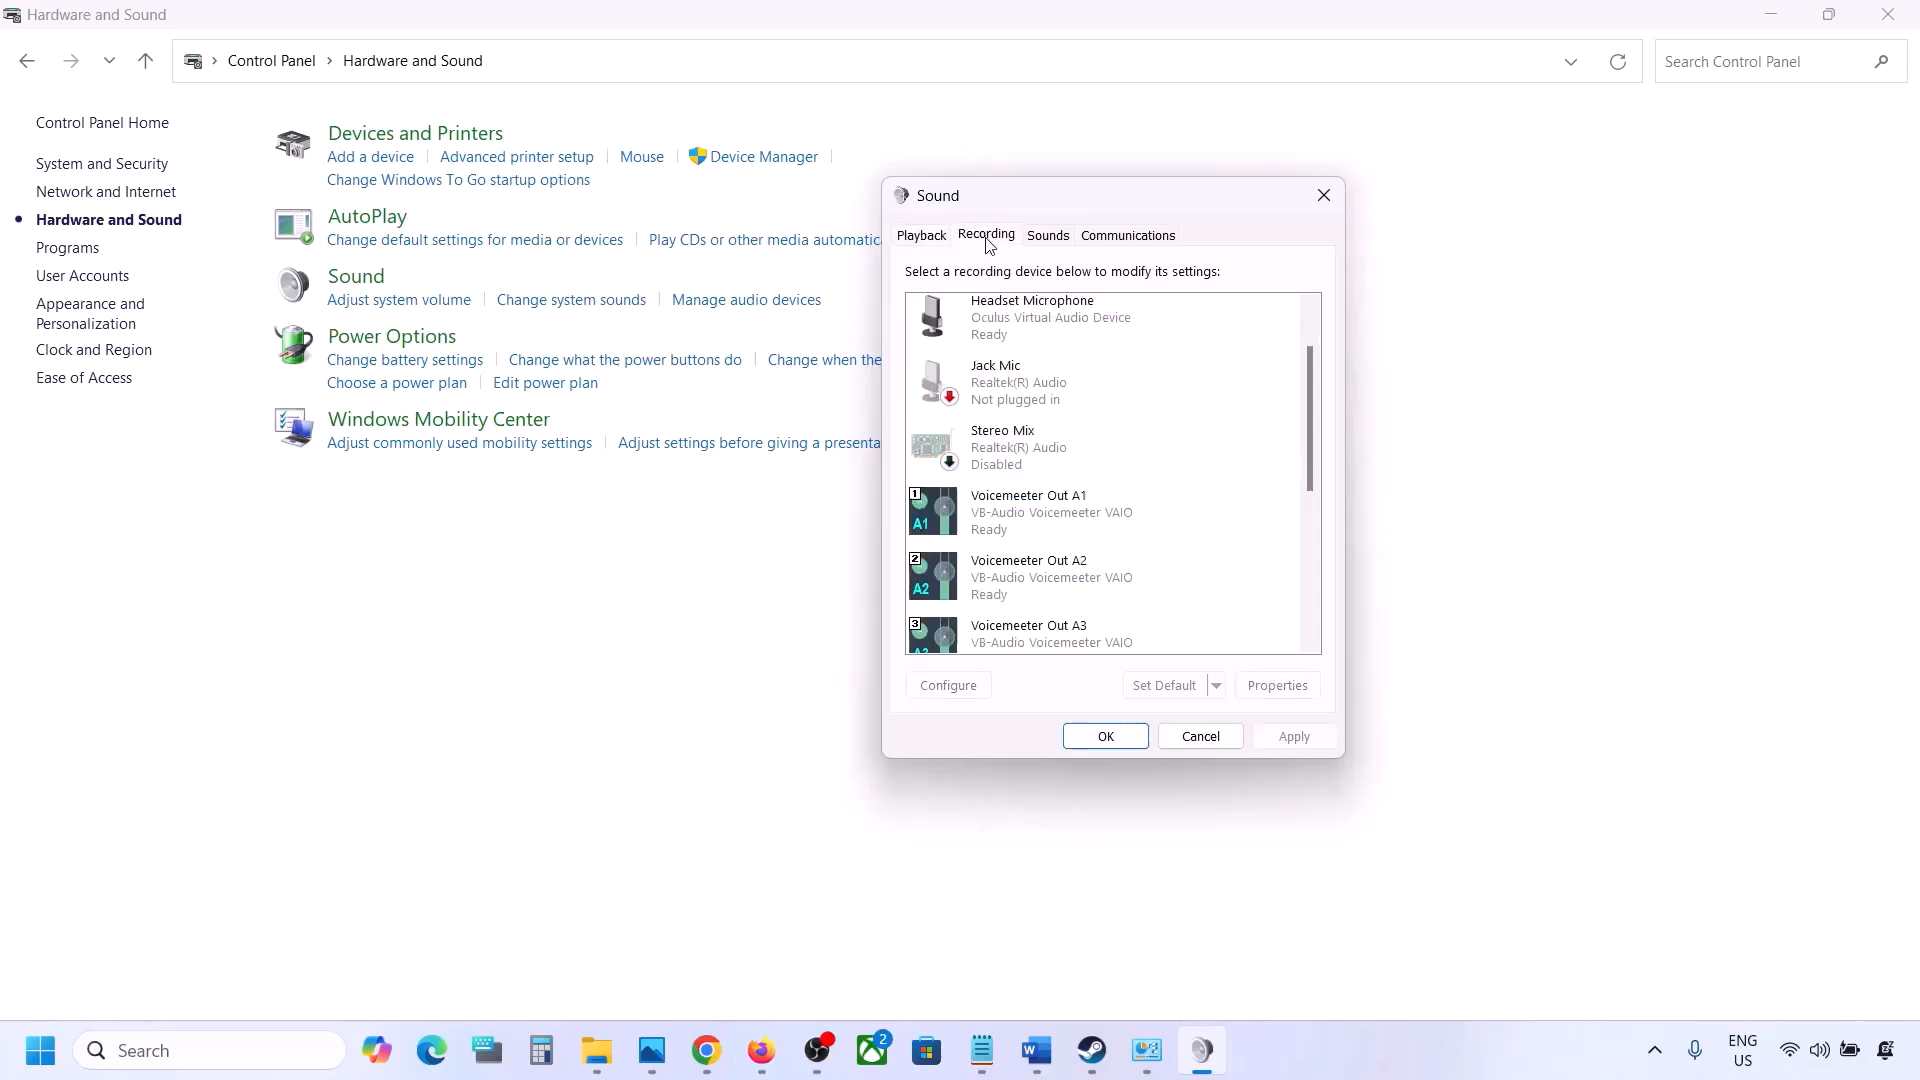 Hardware and Sound
Control Panel > Hardware and Sound
Search Control Panel
Control Panel Home
System and Security
Network and Internet
Hardware and Sound
Programs
User Accounts
Appearance and
Personalization
Clock and Region
Ease of Access
Devices and Printers
Add a device
Advanced printer setup
Mouse
Device Manager
Change Windows To Go startup options
AutoPlay
Change default settings for media or devices
Play CDs or other media automatic
Sound
Adjust system volume
Change system sounds
Manage audio devices
Power Options
Change battery settings
Change what the power buttons do
Change when the
Choose a power plan
Edit power plan
Windows Mobility Center
Adjust commonly used mobility settings
Adjust settings before giving a presenta
Sound
Playback
Recording
Sounds
Communications
Select a recording device below to modify its settings:
Headset Microphone
Oculus Virtual Audio Device
Ready
Jack Mic
Realtek(R) Audio
Not plugged in
Stereo Mix
Realtek(R) Audio
Disabled
1
A1
Voicemeeter Out A1
VB-Audio Voicemeeter VAIO
Ready
2
A2
Voicemeeter Out A2
VB-Audio Voicemeeter VAIO
Ready
3
A3
Voicemeeter Out A3
VB-Audio Voicemeeter VAIO
Configure
Set Default
Properties
OK
Cancel
Apply
Search
2
ENG
US